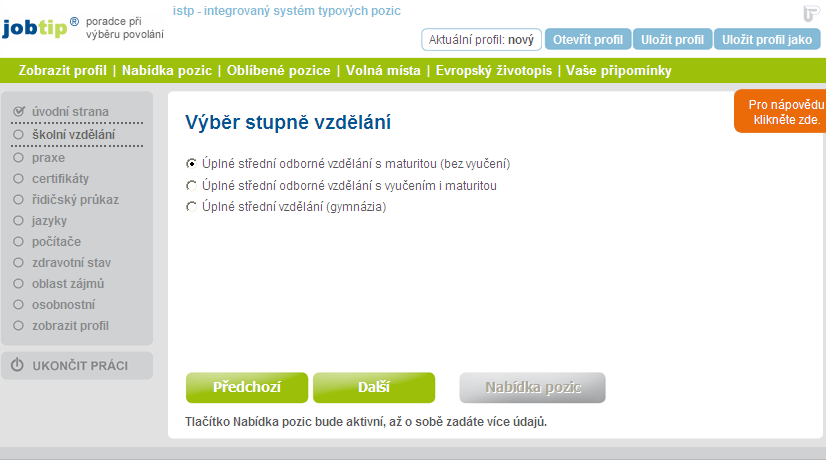 jobtip® poradce při
výběru povolání
istp - integrovaný systém typových pozic
Aktuální profil: nový
Otevřít profil
Uložit profil
Uložit profil jako
Zobrazit profil | Nabídka pozic | Oblíbené pozice | Volná místa | Evropský životopis | Vaše připomínky
úvodní strana
školní vzdělání
praxe
certifikáty
řidičský průkaz
jazyky
počítače
zdravotní stav
oblast zájmů
osobnostní
zobrazit profil
UKONČIT PRÁCI
Výběr stupně vzdělání
Pro nápovědu
klikněte zde.
Úplné střední odborné vzdělání s maturitou (bez vyučení)
Úplné střední odborné vzdělání s vyučením i maturitou
Úplné střední vzdělání (gymnázia)
Předchozí
Další
Nabídka pozic
Tlačítko Nabídka pozic bude aktivní, až o sobě zadáte více údajů.